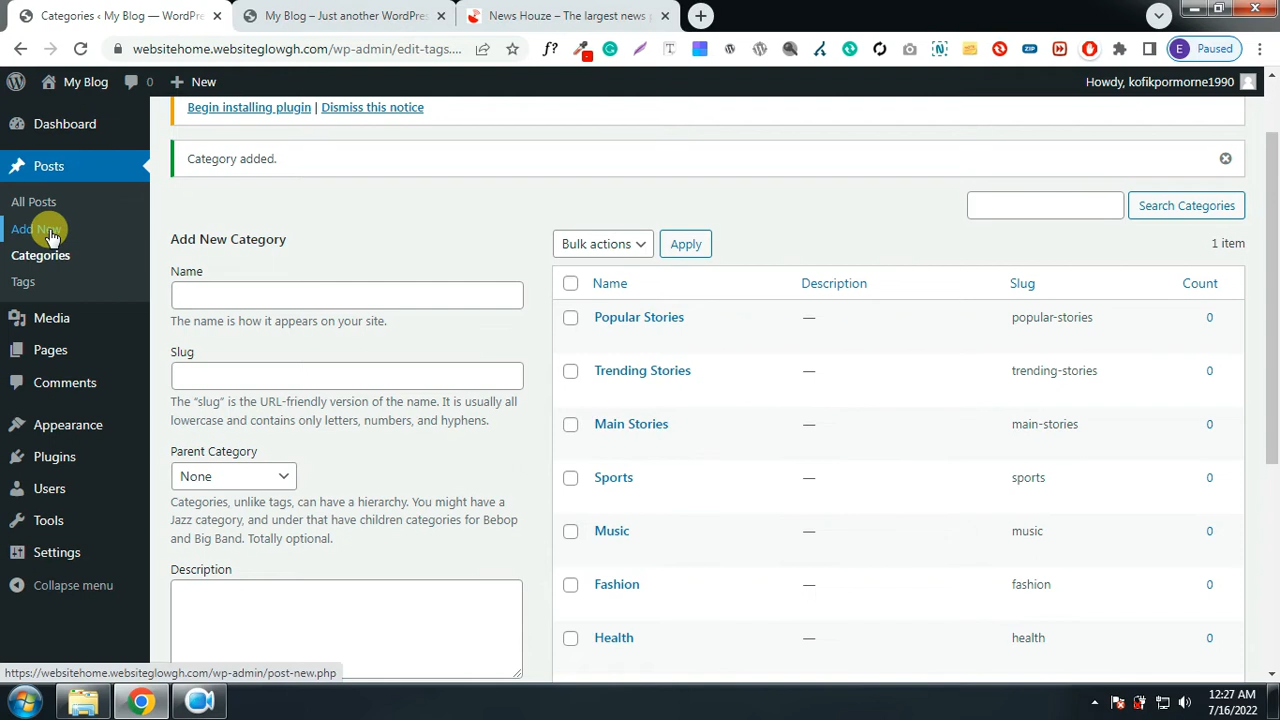 Categories ‹ My Blog — WordPre
My Blog – Just another WordPres
News Houze – The largest news p
websitehome.websiteglowgh.com/wp-admin/edit-tags....
f?
T
ZIP
E Paused
My Blog 0 + New
Howdy, kofikpormorne1990
Dashboard
Posts
All Posts
Add New
Categories
Tags
Media
Pages
Comments
Appearance
Plugins
Users
Tools
Settings
Collapse menu
Begin installing plugin | Dismiss this notice
Category added.
Search Categories
Add New Category
Name
The name is how it appears on your site.
Slug
The “slug” is the URL-friendly version of the name. It is usually all
lowercase and contains only letters, numbers, and hyphens.
Parent Category
None
Categories, unlike tags, can have a hierarchy. You might have a
Jazz category, and under that have children categories for Bebop
and Big Band. Totally optional.
Description
Bulk actions Apply 1 item
Name Description Slug Count
Popular Stories — popular-stories 0
Trending Stories — trending-stories 0
Main Stories — main-stories 0
Sports — sports 0
Music — music 0
Fashion — fashion 0
Health — health 0
https://websitehome.websiteglowgh.com/wp-admin/post-new.php
12:27 AM
7/16/2022